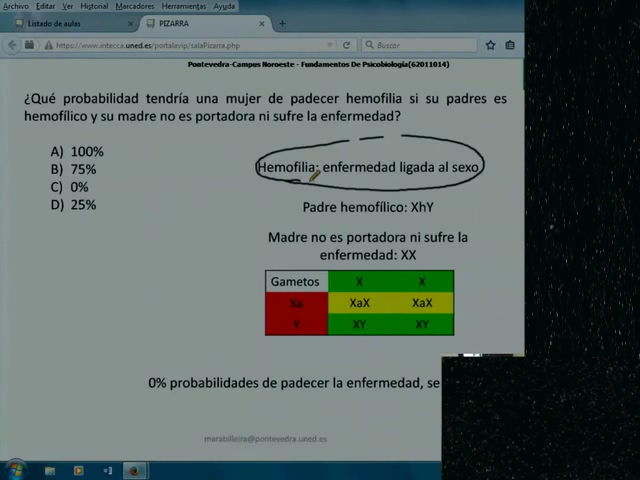 Archivo Editar Ver Historial Marcadores Herramientas Ayuda
Listado de aulas
PIZARRA
https://www.intecca.uned.es/portalavip/salaPizarra.php
Buscar
Pontevedra-Campus Noroeste - Fundamentos De Psicobiología(62011014)
¿Qué probabilidad tendría una mujer de padecer hemofilia si su padres es
hemofílico y su madre no es portadora ni sufre la enfermedad?
A) 100%
B) 75%
C) 0%
D) 25%
Hemofilia: enfermedad ligada al sexo
Padre hemofílico: XhY
Madre no es portadora ni sufre la
enfermedad: XX
Gametos X X
Xa XaX XaX
Y XY XY
0% probabilidades de padecer la enfermedad, se
marabilleira@pontevedra.uned.es